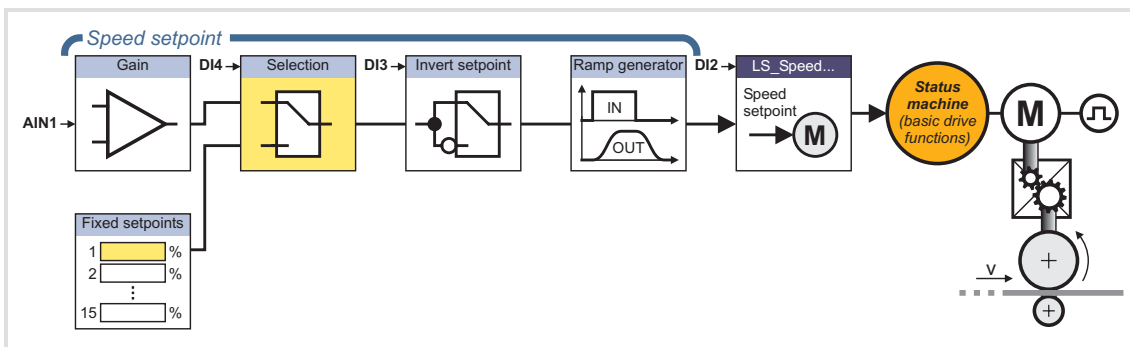 Speed setpoint
Gain
DI4
Selection
DI3
Invert setpoint
Ramp generator
DI2
LS_Speed...
AIN1
IN
OUT
Speed
setpoint
M
Status
machine
(basic drive
functions)
M
Fixed setpoints
1 %
2 %
15 %
V